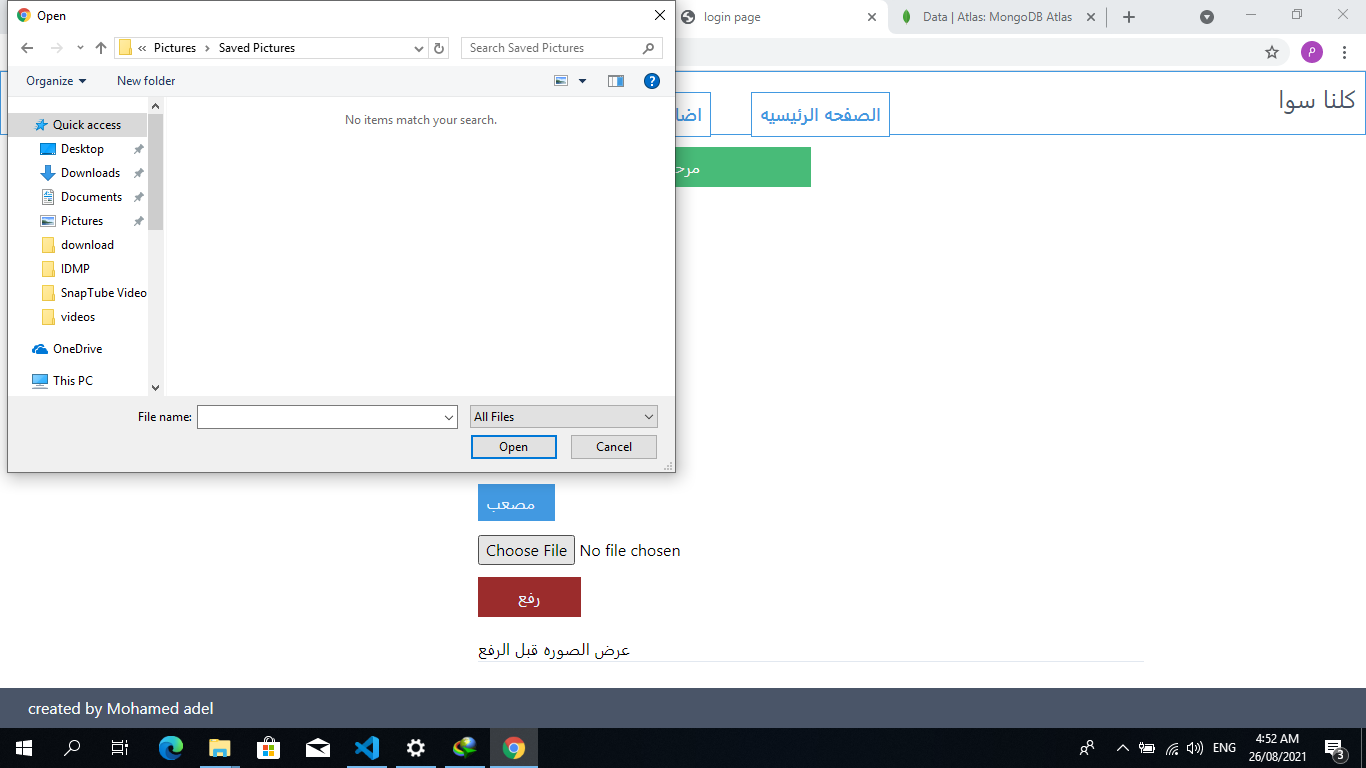 Open
login page
Data | Atlas: MongoDB Atlas
Pictures
Saved Pictures
Search Saved Pictures
P
Organize
New folder
كلنا سوا
الصفحه الرئيسيه
اضا
مرح
Quick access
Desktop
Downloads
Documents
Pictures
download
IDMP
SnapTube Video
videos
OneDrive
This PC
No items match your search.
File name:
All Files
Open
Cancel
مصعب
Choose File No file chosen
رفع
عرض الصوره قبل الرفع
created by Mohamed adel
ENG
4:52 AM
26/08/2021
3